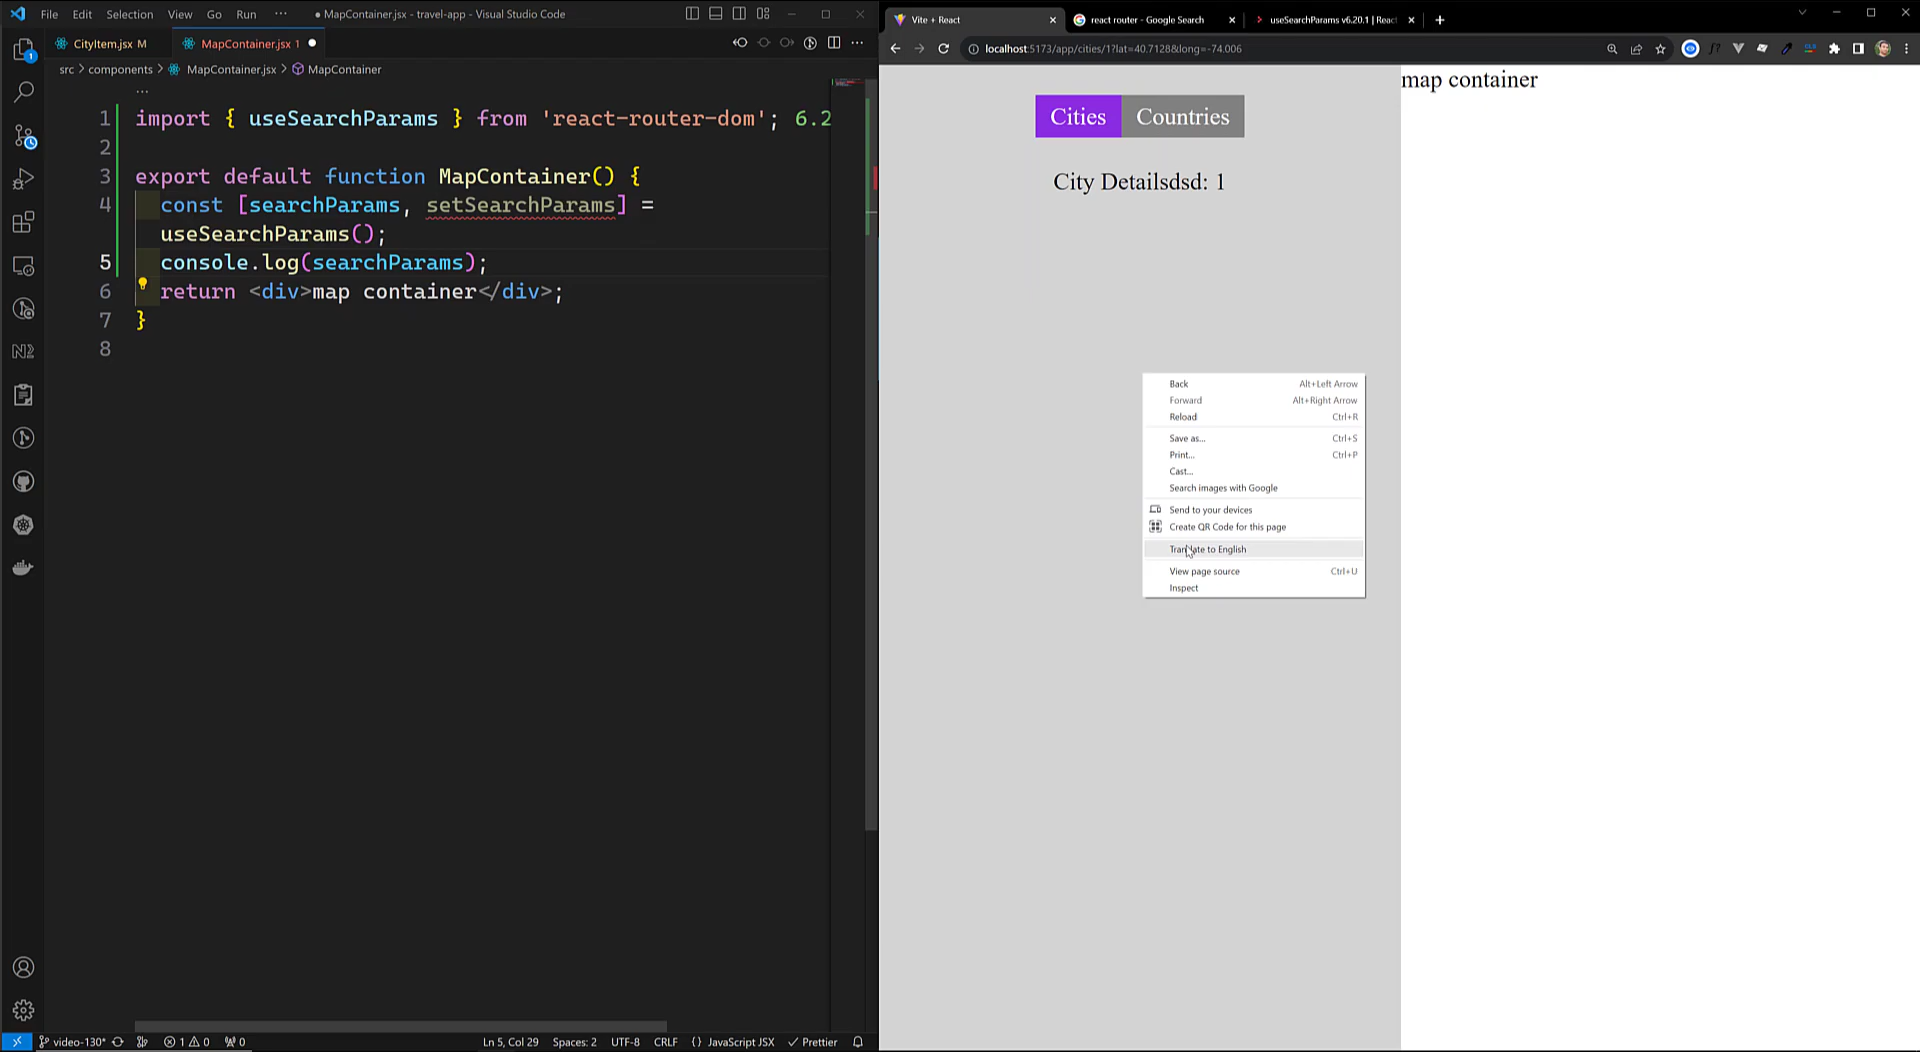 File Edit Selection View Go Run ··· ● MapContainer.jsx - travel-app - Visual Studio Code
CityItem.jsx M
MapContainer.jsx 1
src > components > MapContainer.jsx > MapContainer
...
1 import { useSearchParams } from 'react-router-dom'; 6.2
2
3 export default function MapContainer() {
4 const [searchParams, setSearchParams] =
useSearchParams();
5 console.log(searchParams);
6 return <div>map container</div>;
7 }
8
1
N2
video-130*
1 0
0
Ln 5, Col 29
Spaces: 2
UTF-8
CRLF
{} JavaScript JSX
Prettier
Vite + React
react router - Google Search
useSearchParams v6.20.1 | React
localhost:5173/app/cities/1?lat=40.7128&long=-74.006
Cities Countries
map container
City Detailsdsd: 1
Back Alt+Left Arrow
Forward Alt+Right Arrow
Reload Ctrl+R
Save as... Ctrl+S
Print... Ctrl+P
Cast...
Search images with Google
Send to your devices
Create QR Code for this page
Translate to English
View page source Ctrl+U
Inspect